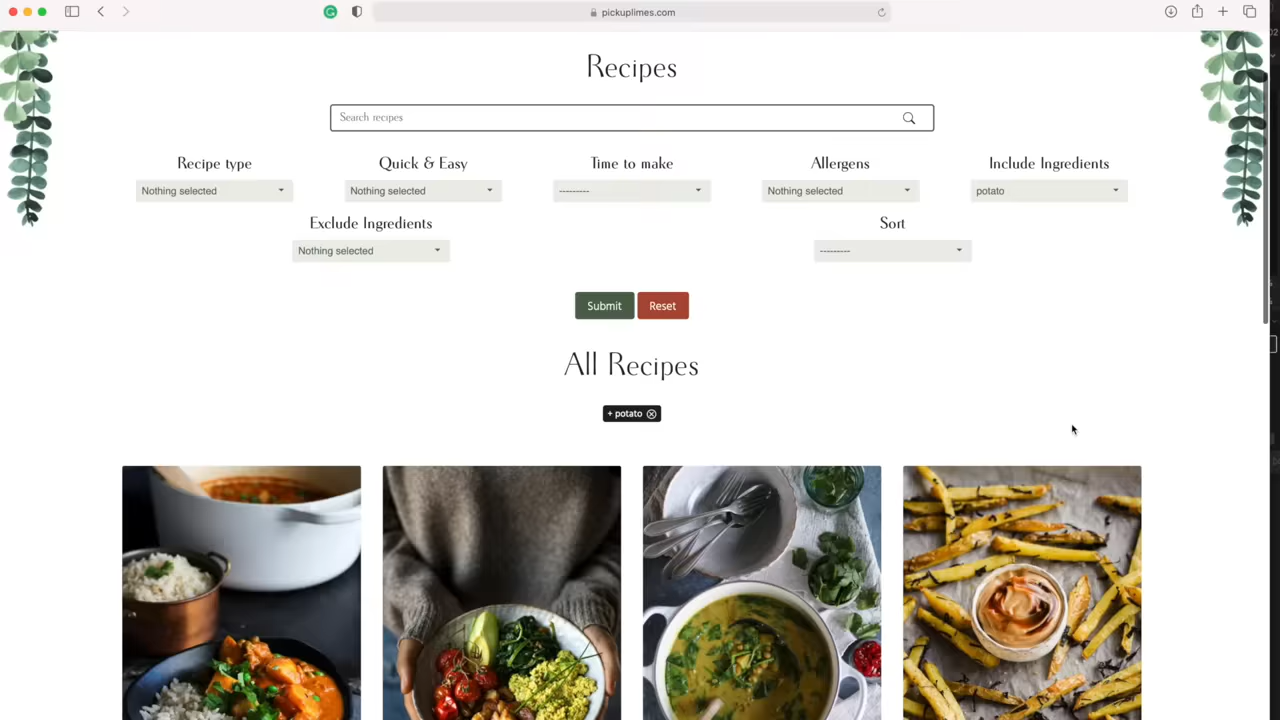 pickuplimes.com
Recipes
Search recipes
Recipe type
Quick & Easy
Time to make
Allergens
Include Ingredients
Nothing selected
Nothing selected
---------
Nothing selected
potato
Exclude Ingredients
Sort
Nothing selected
---------
Submit
Reset
All Recipes
+ potato